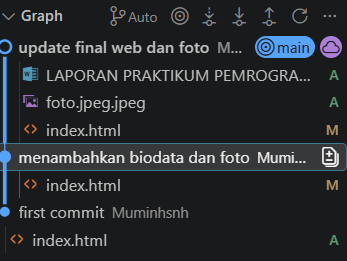 Graph Auto
update final web dan foto M... main
LAPORAN PRAKTIKUM PEMROGRA... A
foto.jpeg.jpeg A
index.html M
menambahkan biodata dan foto Mumi...
index.html M
first commit Muminhsnh
index.html A